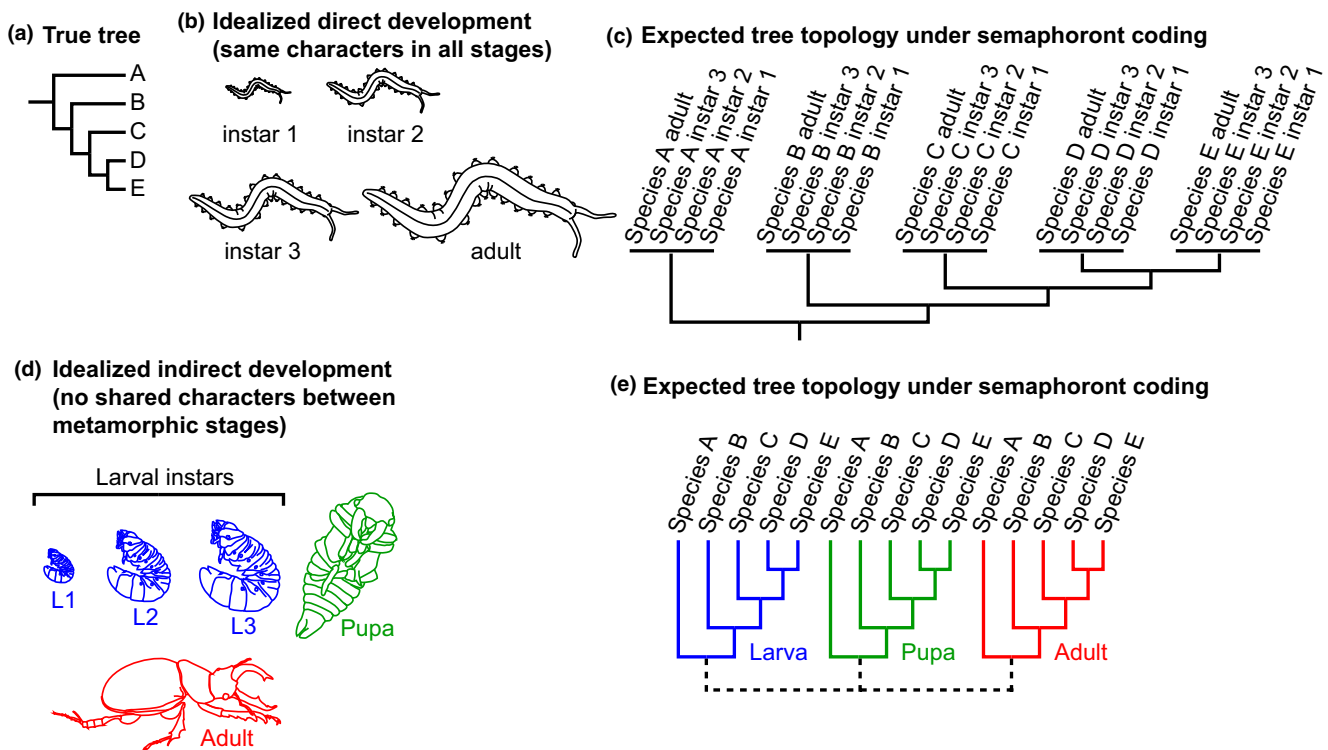 (a) True tree
A
B
C
D
E
(b) Idealized direct development
(same characters in all stages)
instar 1
instar 2
instar 3
adult
(c) Expected tree topology under semaphoront coding
Species A adult
Species A instar 3
Species A instar 2
Species A instar 1
Species B adult
Species B instar 3
Species B instar 2
Species B instar 1
Species C adult
Species C instar 3
Species C instar 2
Species C instar 1
Species D adult
Species D instar 3
Species D instar 2
Species D instar 1
Species E adult
Species E instar 3
Species E instar 2
Species E instar 1
(d) Idealized indirect development
(no shared characters between
metamorphic stages)
Larval instars
L1
L2
L3
Pupa
Adult
(e) Expected tree topology under semaphoront coding
Species A
Species B
Species C
Species D
Species E
Species A
Species B
Species C
Species D
Species E
Species A
Species B
Species C
Species D
Species E
Larva
Pupa
Adult